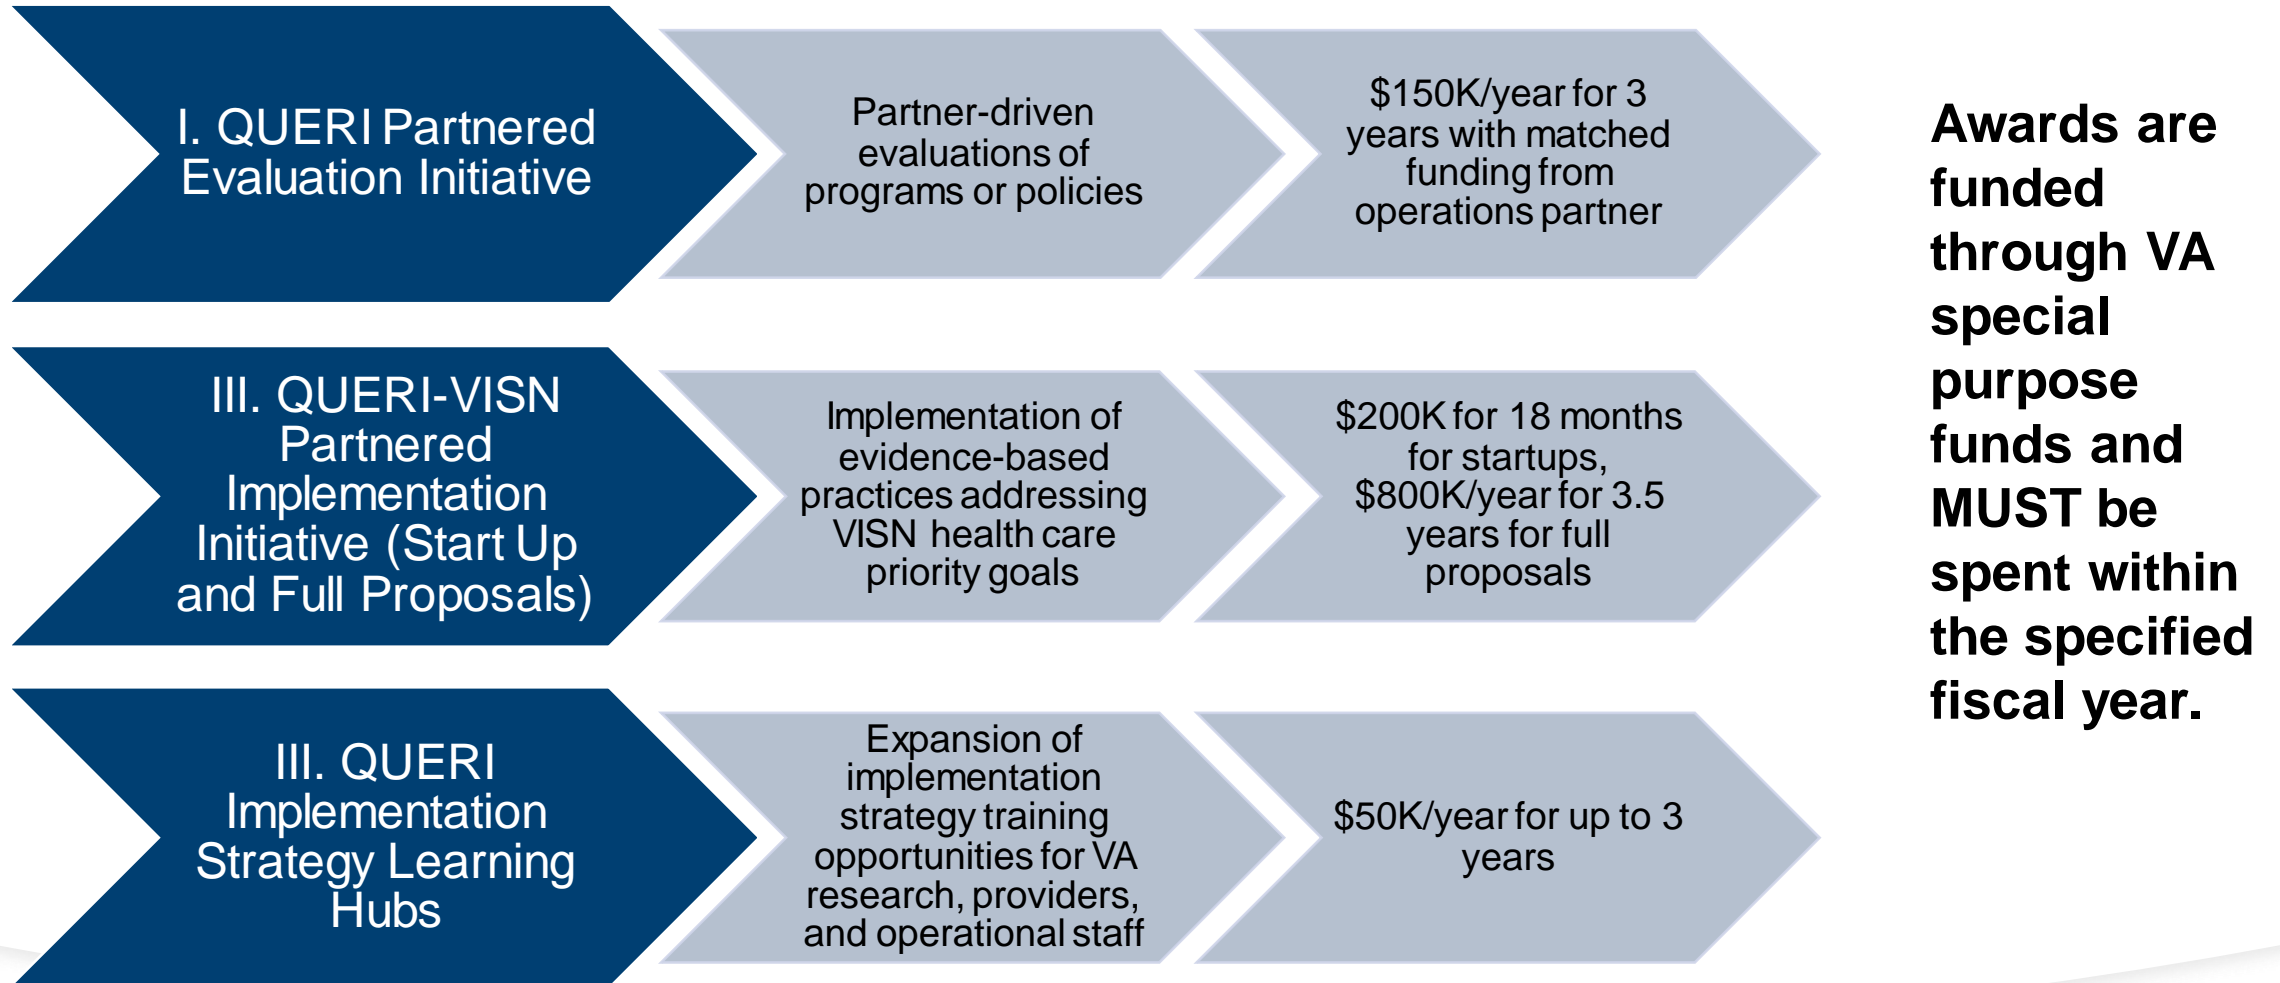 I. QUERI Partnered
Evaluation Initiative
Partner-driven
evaluations of
programs or policies
$150K/year for 3
years with matched
funding from
operations partner
III. QUERI-VISN
Partnered
Implementation
Initiative (Start Up
and Full Proposals)
Implementation of
evidence-based
practices addressing
VISN health care
priority goals
$200K for 18 months
for startups,
$800K/year for 3.5
years for full
proposals
III. QUERI
Implementation
Strategy Learning
Hubs
Expansion of
implementation
strategy training
opportunities for VA
research, providers,
and operational staff
$50K/year for up to 3
years
Awards are
funded
through VA
special
purpose
funds and
MUST be
spent within
the specified
fiscal year.